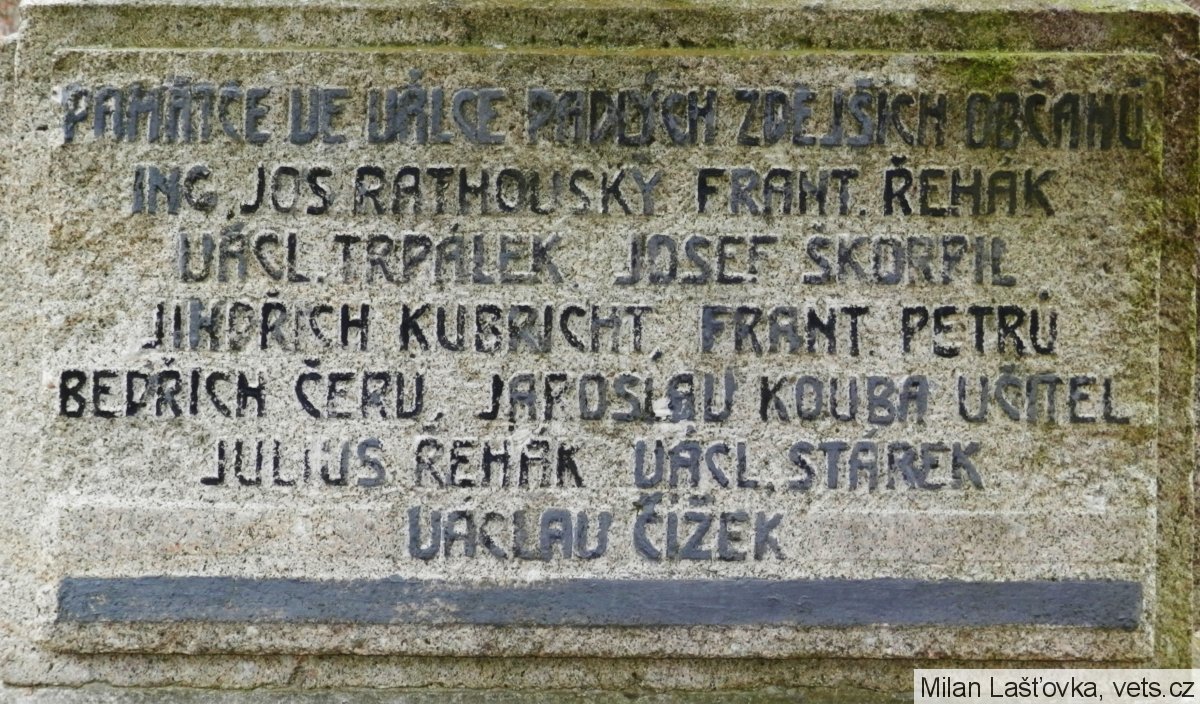 PAMÁTCE VE VÁLCE PADLÝCH ZDEJŠÍCH OBČANŮ
ING. JOS RATHOUSKÝ FRANT. ŘEHÁK
VÁCL. TRPÁLEK JOSEF ŠKORPIL
JINDŘICH KUBRICHT, FRANT. PETRŮ
BEDŘICH ČERV, JAROSLAV KOUBA UČITEL
JULIUS ŘEHÁK VÁCL. STÁREK
VÁCLAV ČIŽEK
Milan Lašťovka, vets.cz